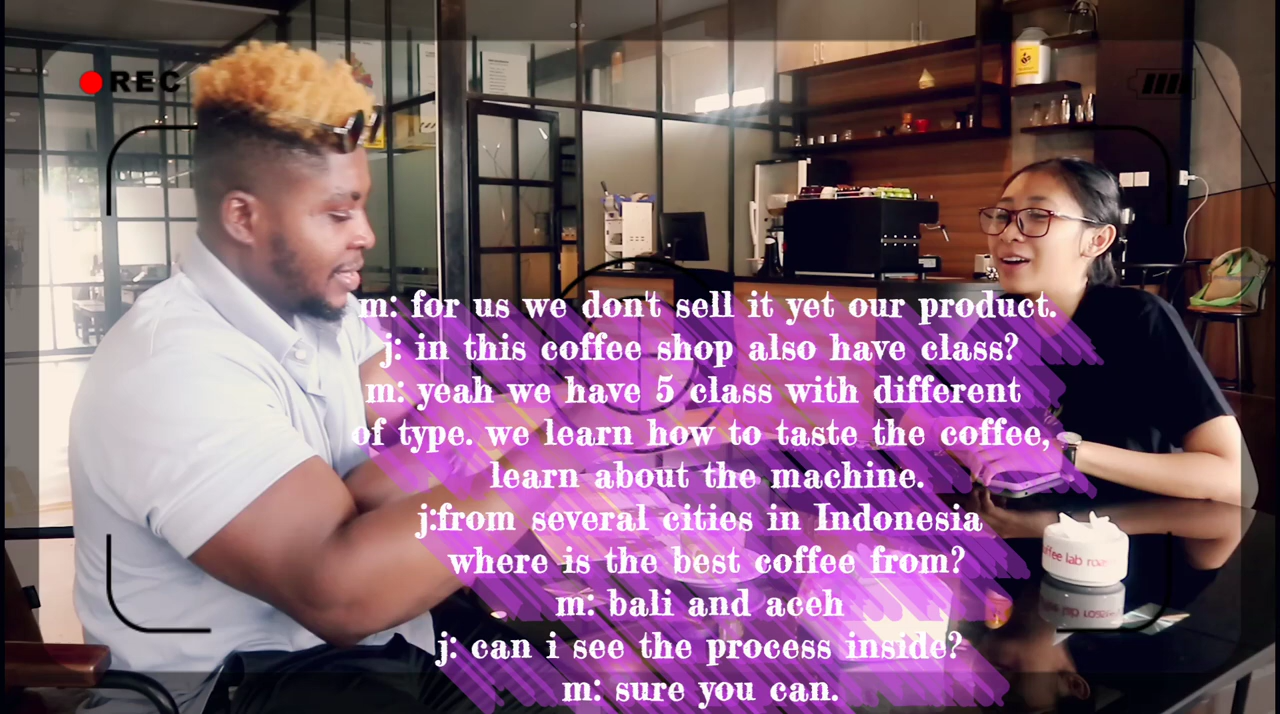 REC
m: for us we don't sell it yet our product.
j: in this coffee shop also have class?
m: yeah we have 5 class with different
of type. we learn how to taste the coffee,
learn about the machine.
j:from several cities in Indonesia
where is the best coffee from?
m: bali and aceh
j: can i see the process inside?
m: sure you can.
ffee lab roas